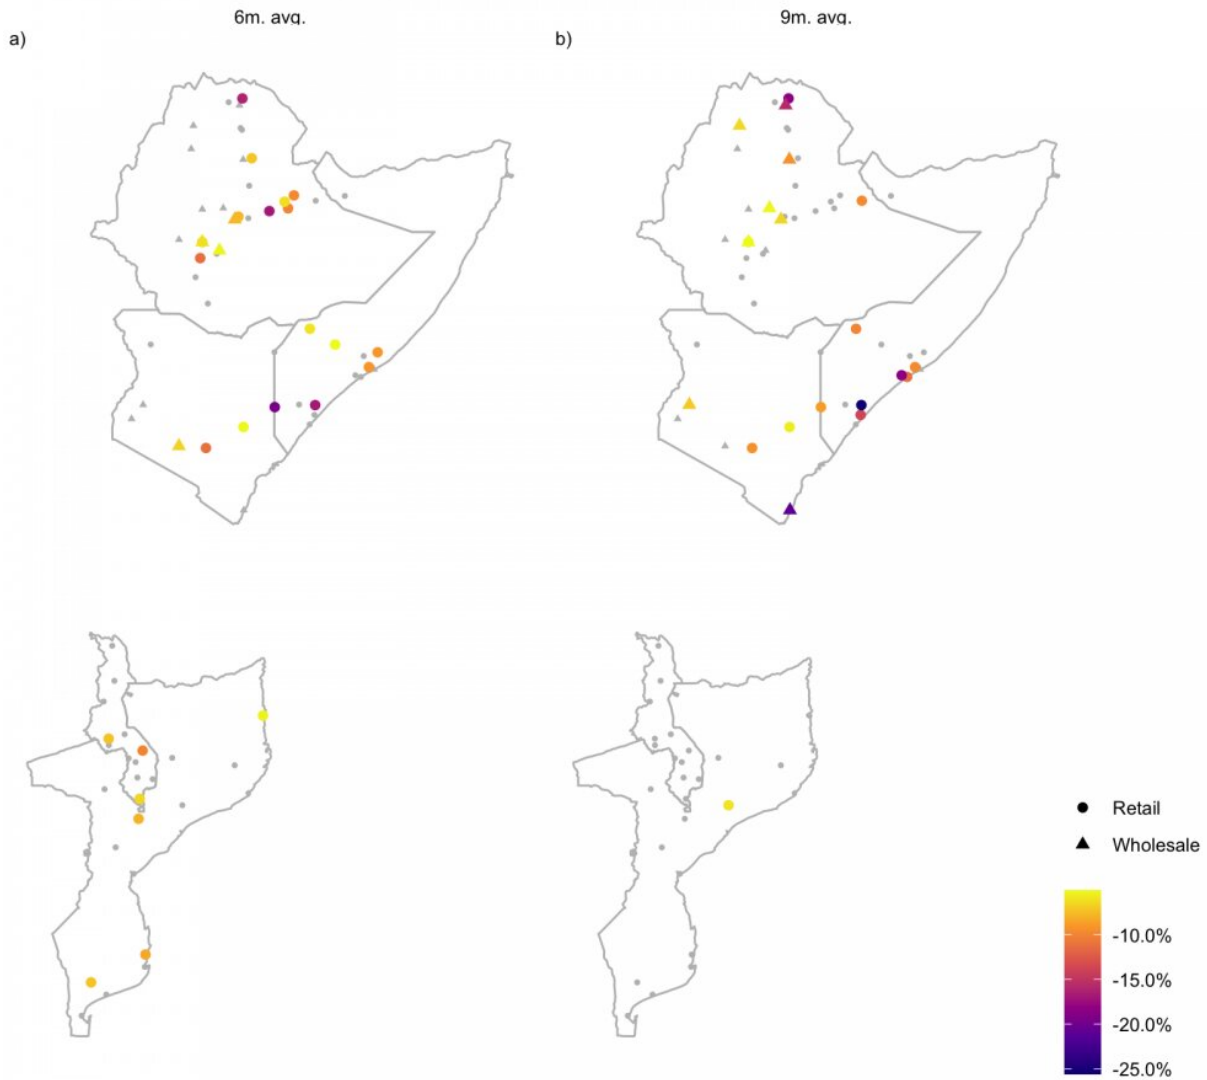 6m. avg.
9m. avg.
a)
b)
Retail
Wholesale
-10.0%
-15.0%
-20.0%
-25.0%